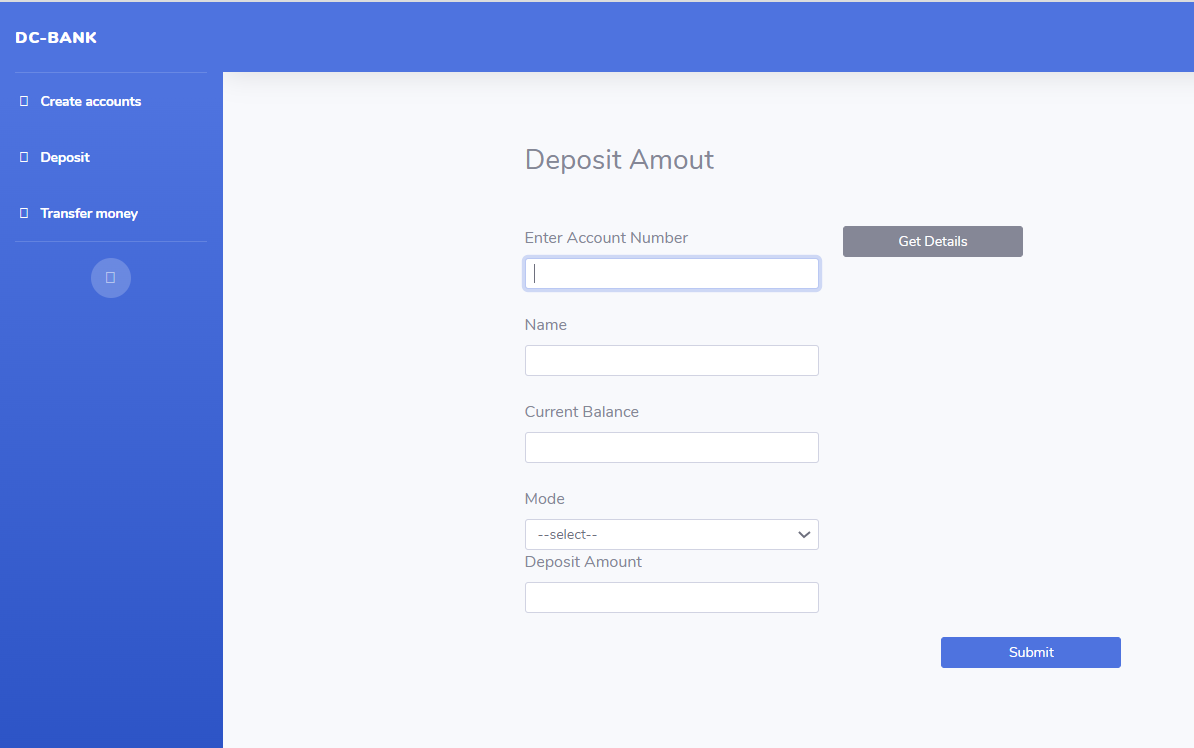 DC-BANK
Create accounts
Deposit
Transfer money
Deposit Amout
Enter Account Number
Get Details
Name
Current Balance
Mode
--select--
Deposit Amount
Submit